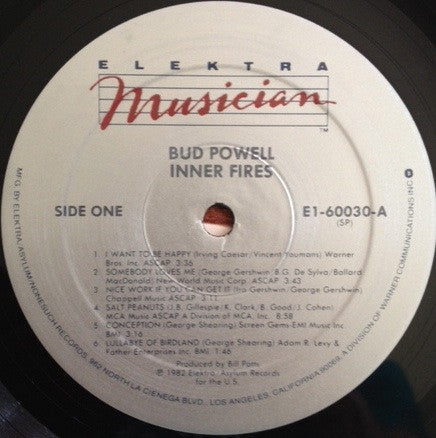 ELEKTRA
Musician
TM
BUD POWELL
INNER FIRES
SIDE ONE
E1-60030-A
(SP)
1 I WANT TO BE HAPPY (Irving Caesar/Vincent Youmans) Warner
Bros. Inc. ASCAP 3:36
2 SOMEBODY LOVES ME (George Gershwin B.G. De Sylva/Ballard
MacDonald) New World Music Corp. ASCAP 3:43
3 NICE WORK IF YOU CAN GET IT (Ira Gershwin, George Gershwin)
Chappell Music ASCAP 3:11
4 SALT PEANUTS (J.B. Gillespie/K. Clark/B. Good/J. Cohen)
MCA Music ASCAP A Division of MCA, Inc. 8:58
5 CONCEPTION (George Shearing) Screen Gems-EMI Music Inc.
BMI 3:16
6 LULLABYE OF BIRDLAND (George Shearing) Adam R. Levy &
Father Enterprises Inc. BMI 1:46
Produced by Bill Potts
℗ 1982 Elektra/Asylum Records
for the U.S.
MFG. BY ELEKTRA/ASYLUM/NONESUCH RECORDS, 962 NORTH LA CIENEGA BLVD., LOS ANGELES, CALIFORNIA 90069. A DIVISION OF WARNER COMMUNICATIONS INC.